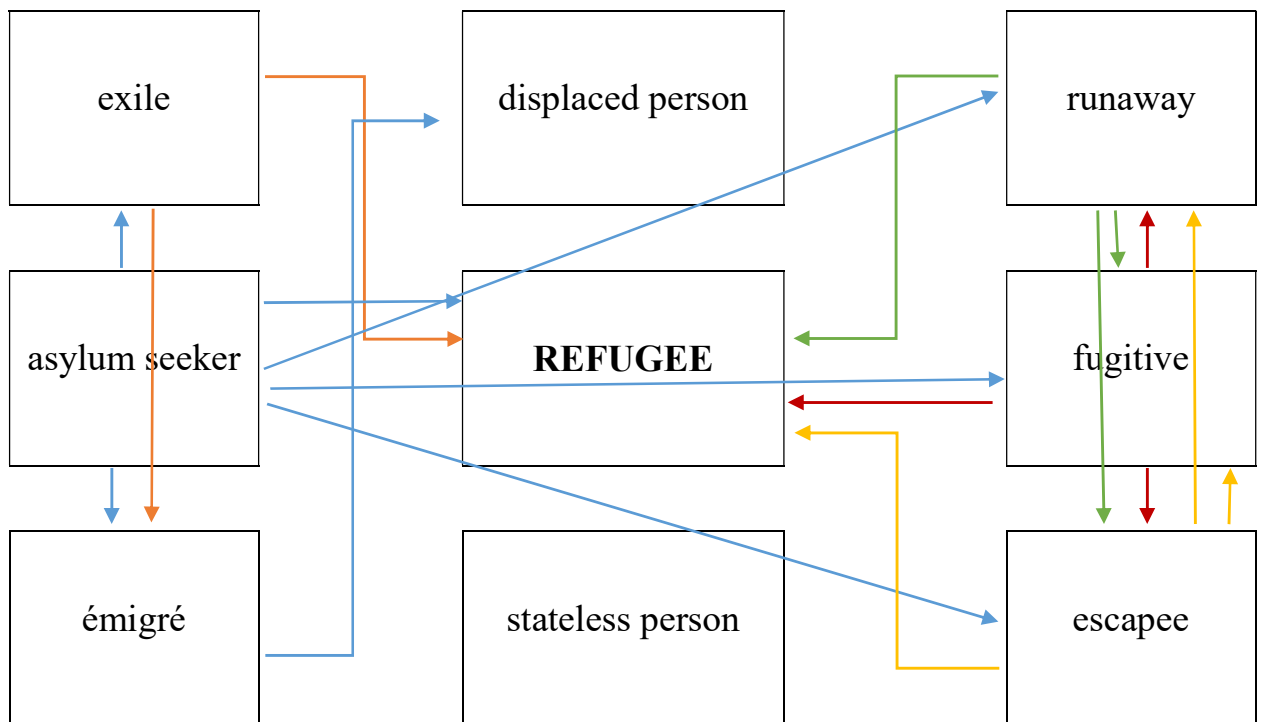 exile
displaced person
runaway
asylum seeker
REFUGEE
fugitive
émigré
stateless person
escapee